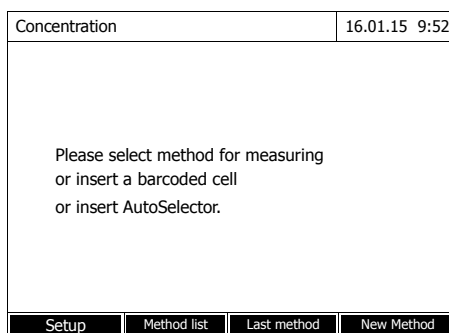 Concentration 16.01.15 9:52
Please select method for measuring
or insert a barcoded cell
or insert AutoSelector.
Setup Method list Last method New Method